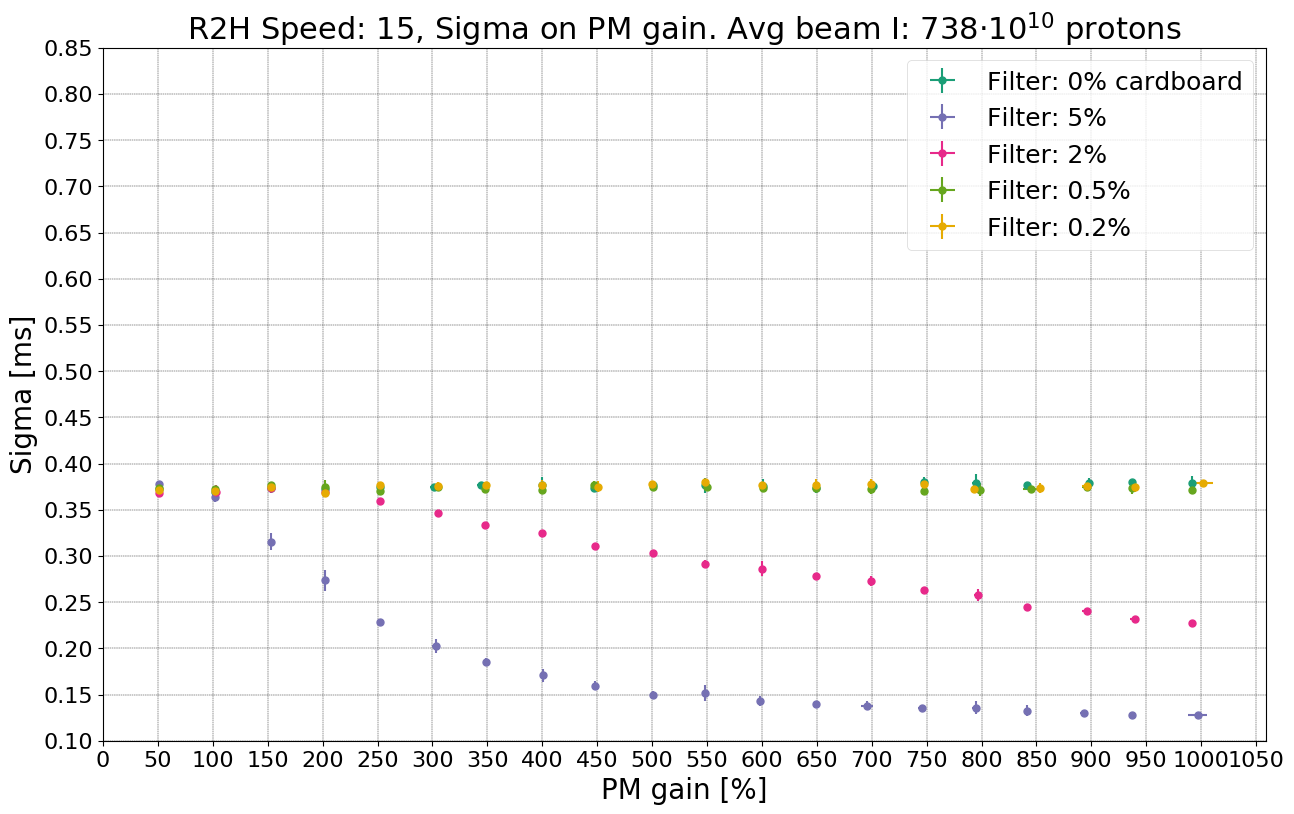 R2H Speed: 15, Sigma on PM gain. Avg beam I: 738·10¹⁰ protons
0.85
0.80
0.75
0.70
0.65
0.60
0.55
0.50
0.45
0.40
0.35
0.30
0.25
0.20
0.15
0.10
Sigma [ms]
Filter: 0% cardboard
Filter: 5%
Filter: 2%
Filter: 0.5%
Filter: 0.2%
0 50 100 150 200 250 300 350 400 450 500 550 600 650 700 750 800 850 900 950 1000 1050
PM gain [%]